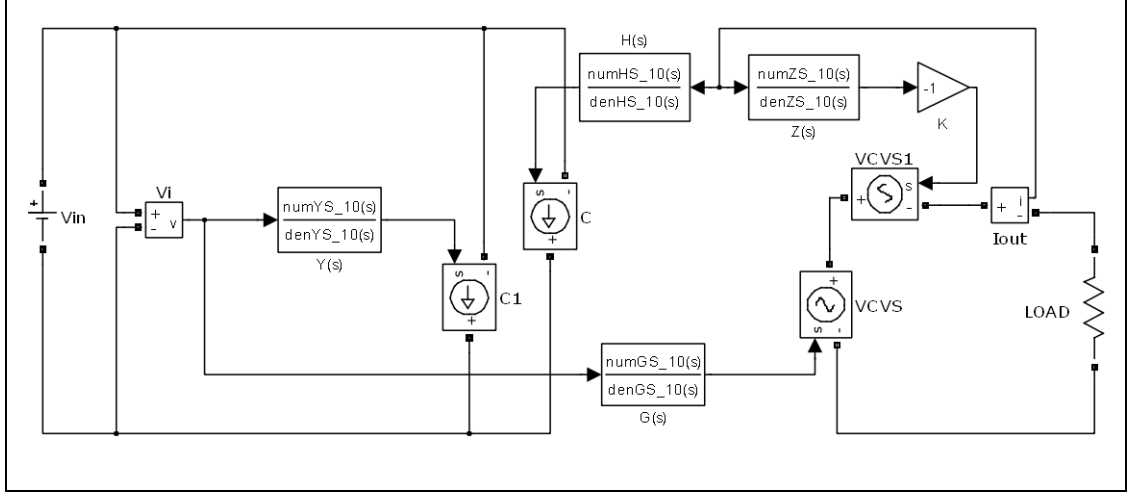 H(s)
numHS_10(s)
denHS_10(s)
numZS_10(s)
denZS_10(s)
Z(s)
-1
K
VCVS1
s
+
-
+
Vin
Vi
+
-
v
numYS_10(s)
denYS_10(s)
Y(s)
s
-
+
C
s
-
+
C1
i
+
-
Iout
+
s
-
VCVS
LOAD
numGS_10(s)
denGS_10(s)
G(s)